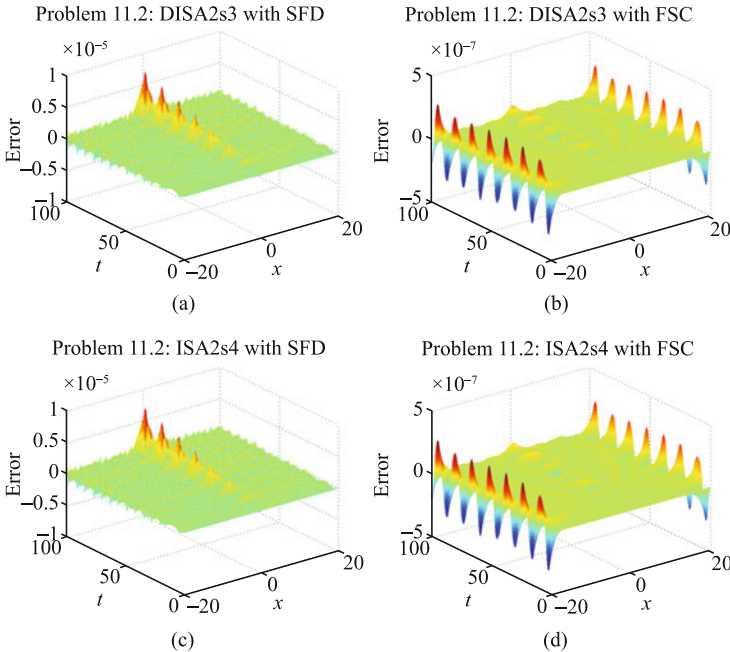 Problem 11.2: DISA2s3 with SFD
×10⁻⁵
1
0.5
0
−0.5
−1
Error
100
50
0
t
−20
0
20
x
(a)
Problem 11.2: DISA2s3 with FSC
×10⁻⁷
5
0
−5
Error
100
50
0
t
−20
0
20
x
(b)
Problem 11.2: ISA2s4 with SFD
×10⁻⁵
1
0.5
0
−0.5
−1
Error
100
50
0
t
−20
0
20
x
(c)
Problem 11.2: ISA2s4 with FSC
×10⁻⁷
5
0
−5
Error
100
50
0
t
−20
0
20
x
(d)